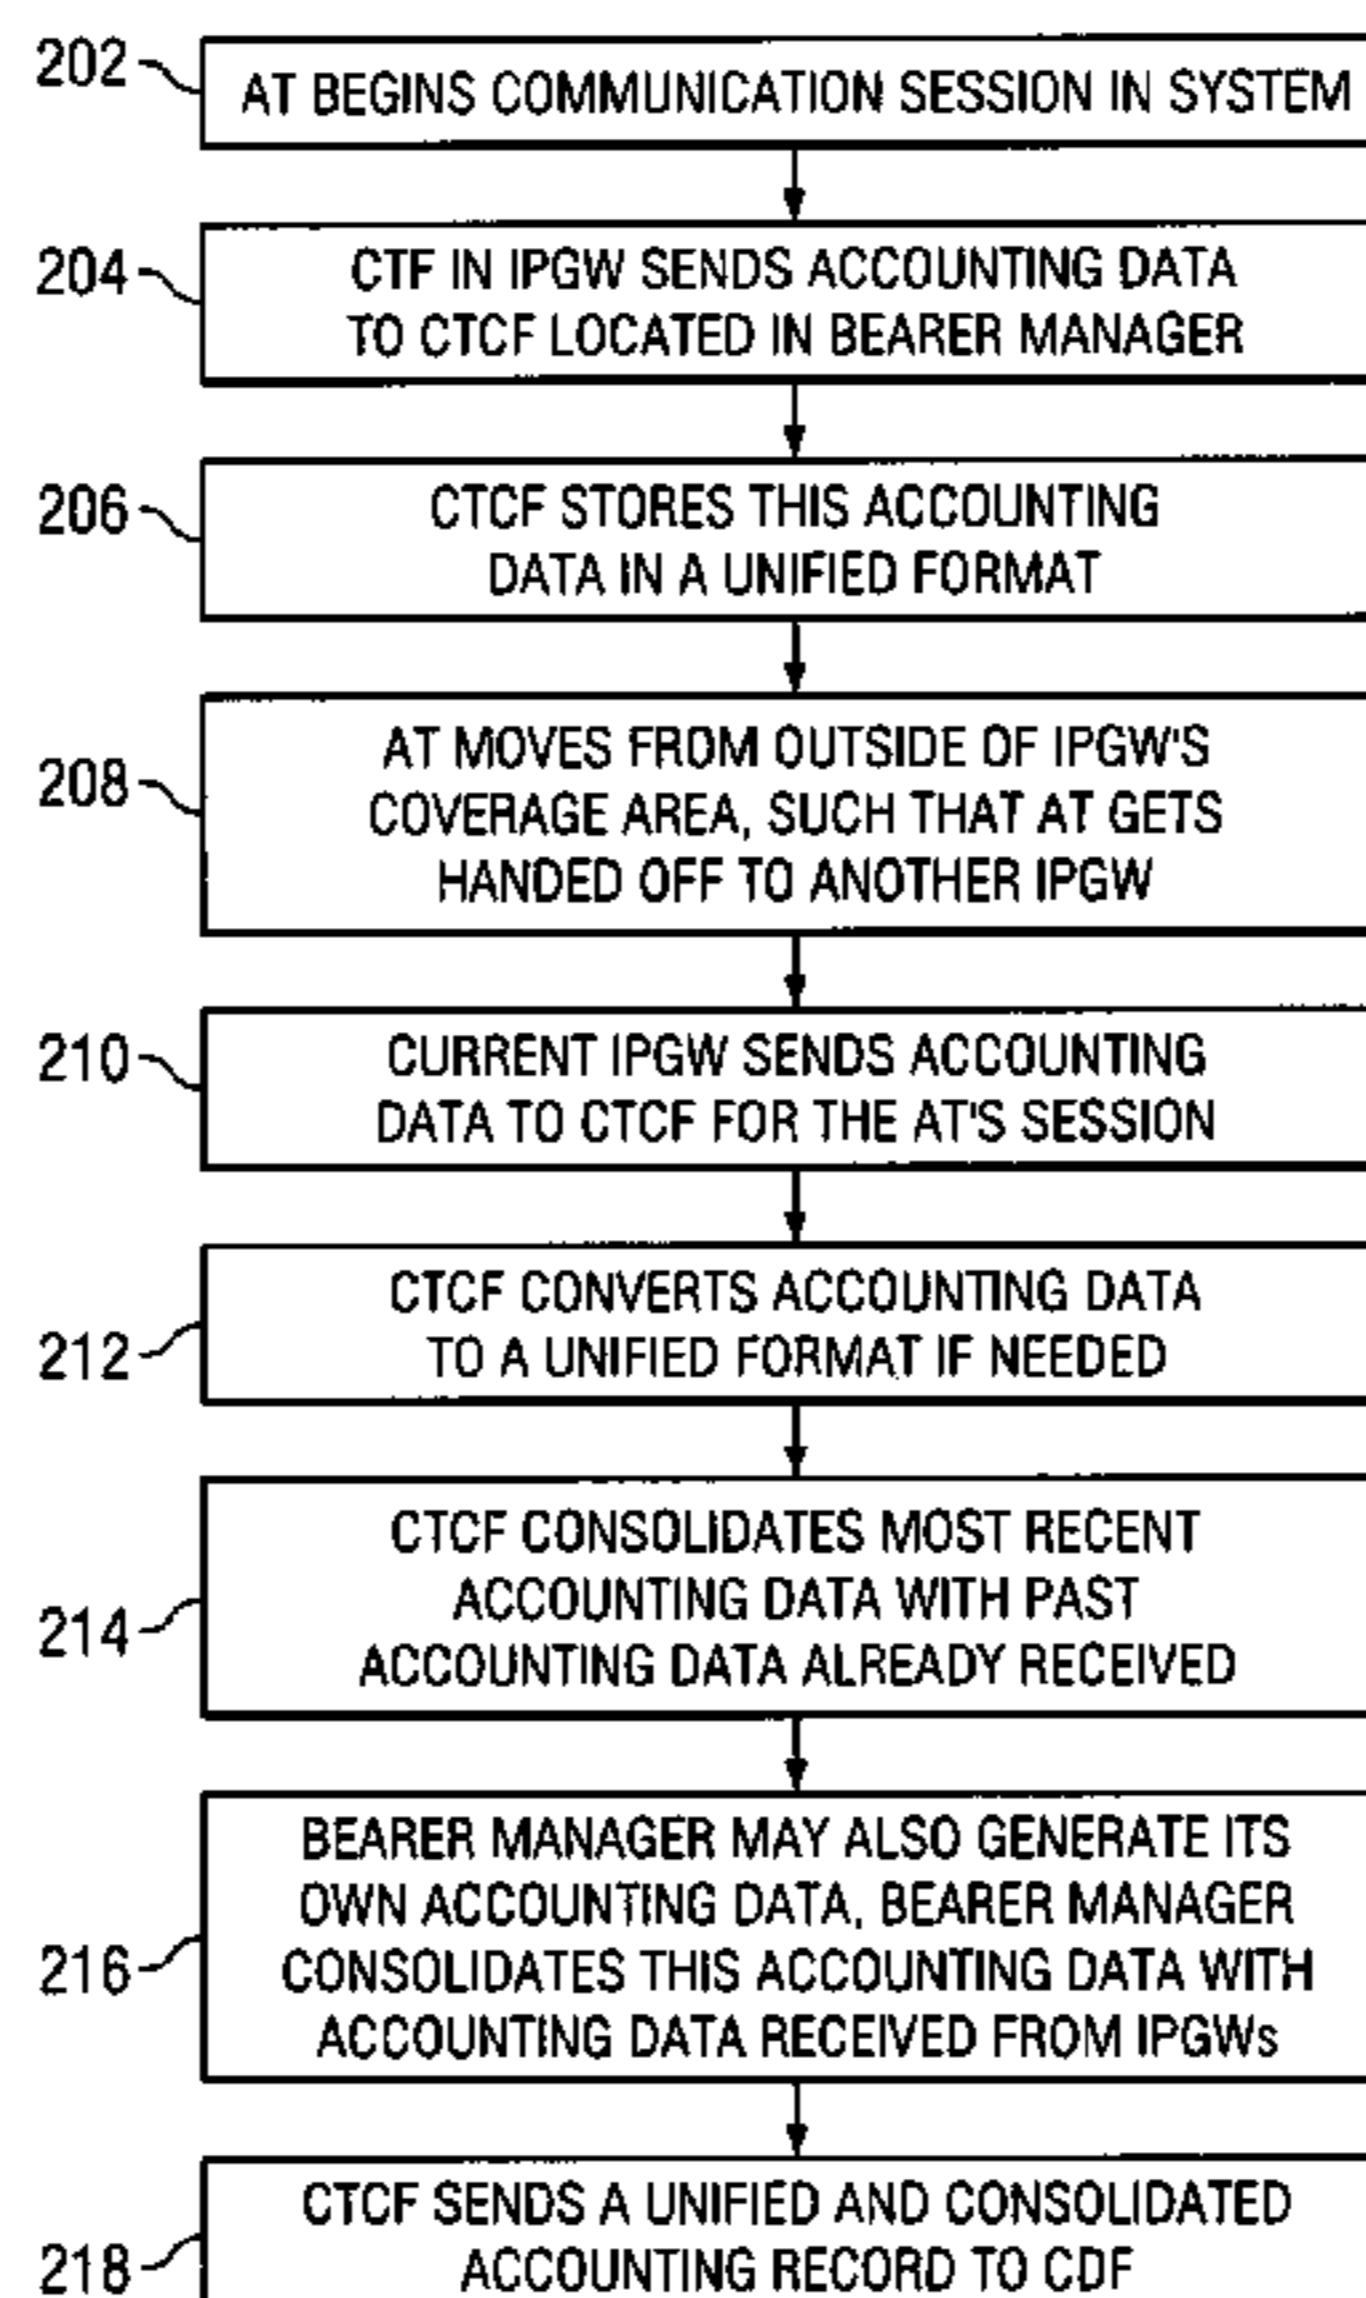 202
AT BEGINS COMMUNICATION SESSION IN SYSTEM
204
CTF IN IPGW SENDS ACCOUNTING DATA
TO CTCF LOCATED IN BEARER MANAGER
206
CTCF STORES THIS ACCOUNTING
DATA IN A UNIFIED FORMAT
208
AT MOVES FROM OUTSIDE OF IPGW'S
COVERAGE AREA, SUCH THAT AT GETS
HANDED OFF TO ANOTHER IPGW
210
CURRENT IPGW SENDS ACCOUNTING
DATA TO CTCF FOR THE AT'S SESSION
212
CTCF CONVERTS ACCOUNTING DATA
TO A UNIFIED FORMAT IF NEEDED
214
CTCF CONSOLIDATES MOST RECENT
ACCOUNTING DATA WITH PAST
ACCOUNTING DATA ALREADY RECEIVED
216
BEARER MANAGER MAY ALSO GENERATE ITS
OWN ACCOUNTING DATA, BEARER MANAGER
CONSOLIDATES THIS ACCOUNTING DATA WITH
ACCOUNTING DATA RECEIVED FROM IPGWs
218
CTCF SENDS A UNIFIED AND CONSOLIDATED
ACCOUNTING RECORD TO CDF